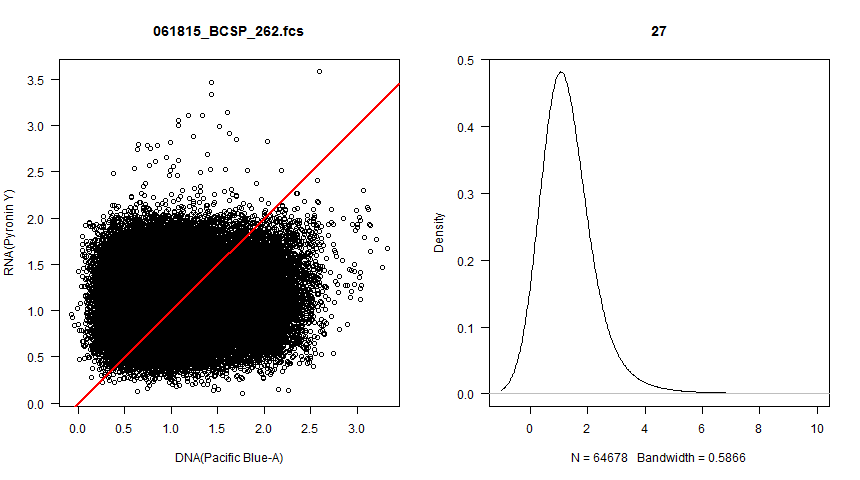 061815_BCSP_262.fcs
RNA(Pyronin Y)
3.5
3.0
2.5
2.0
1.5
1.0
0.5
0.0
0.0 0.5 1.0 1.5 2.0 2.5 3.0
DNA(Pacific Blue-A)
27
Density
0.5
0.4
0.3
0.2
0.1
0.0
0 2 4 6 8 10
N = 64678 Bandwidth = 0.5866